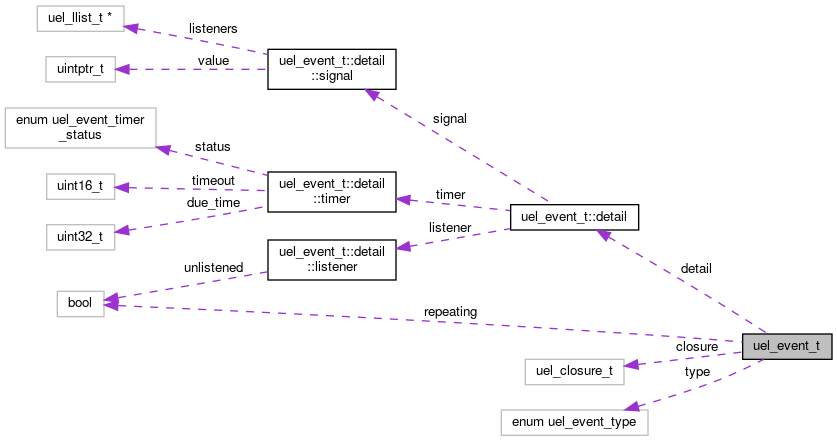 uel_llist_t *
listeners
uel_event_t::detail
::signal
value
uintptr_t
enum uel_event_timer
_status
signal
status
uel_event_t::detail
::timer
timeout
uint16_t
timer
due_time
uel_event_t::detail
listener
uint32_t
uel_event_t::detail
::listener
unlistened
detail
bool
repeating
closure
uel_event_t
uel_closure_t
type
enum uel_event_type